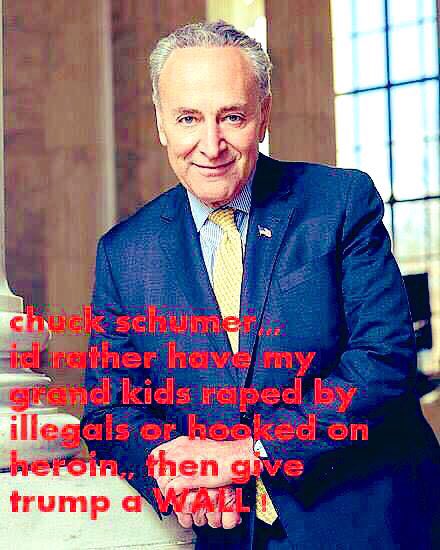 chuck schumer,,,
id rather have my
grand kids raped by
illegals or hooked on
heroin,, then give
trump a WALL !